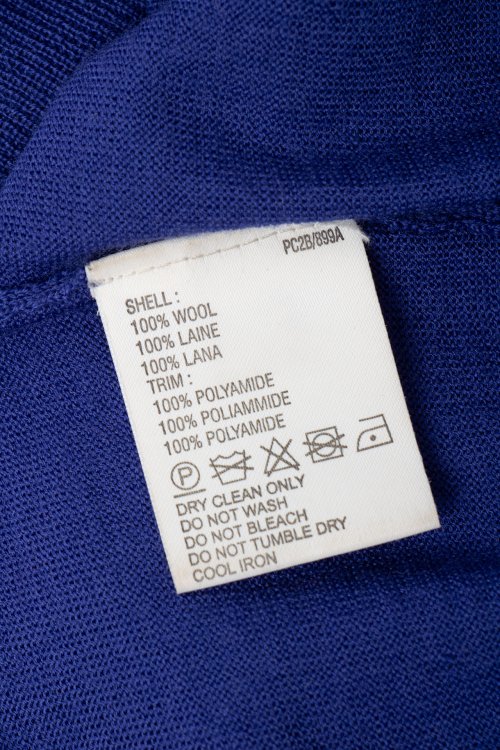 PC2B/899A
SHELL :
100% WOOL
100% LAINE
100% LANA
TRIM :
100% POLYAMIDE
100% POLIAMMIDE
100% POLYAMIDE
P
DRY CLEAN ONLY
DO NOT WASH
DO NOT BLEACH
DO NOT TUMBLE DRY
COOL IRON